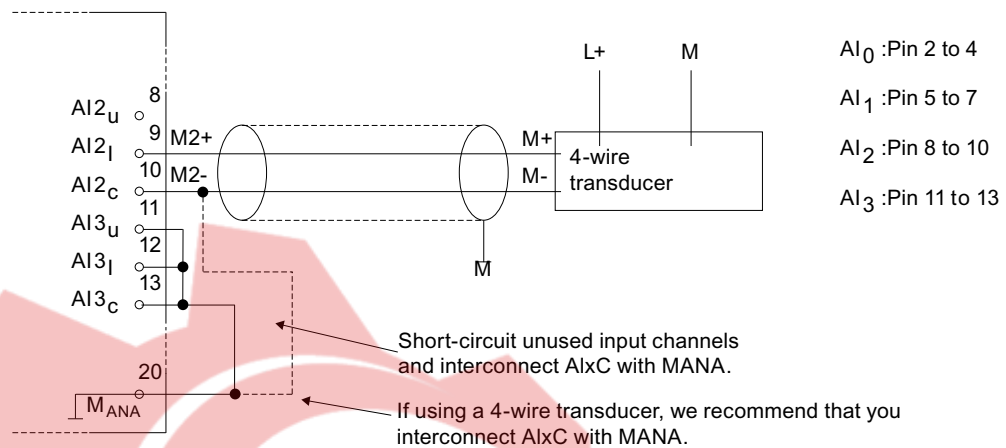 L+ M
AI0 :Pin 2 to 4
AI1 :Pin 5 to 7
AI2 :Pin 8 to 10
AI3 :Pin 11 to 13
8
AI2u
9
AI2I M2+ M+
10
AI2c M2- M-
4-wire
transducer
11
AI3u
12
AI3I
13
AI3c
M
Short-circuit unused input channels
and interconnect AIxC with MANA.
20
MANA
If using a 4-wire transducer, we recommend that you
interconnect AIxC with MANA.